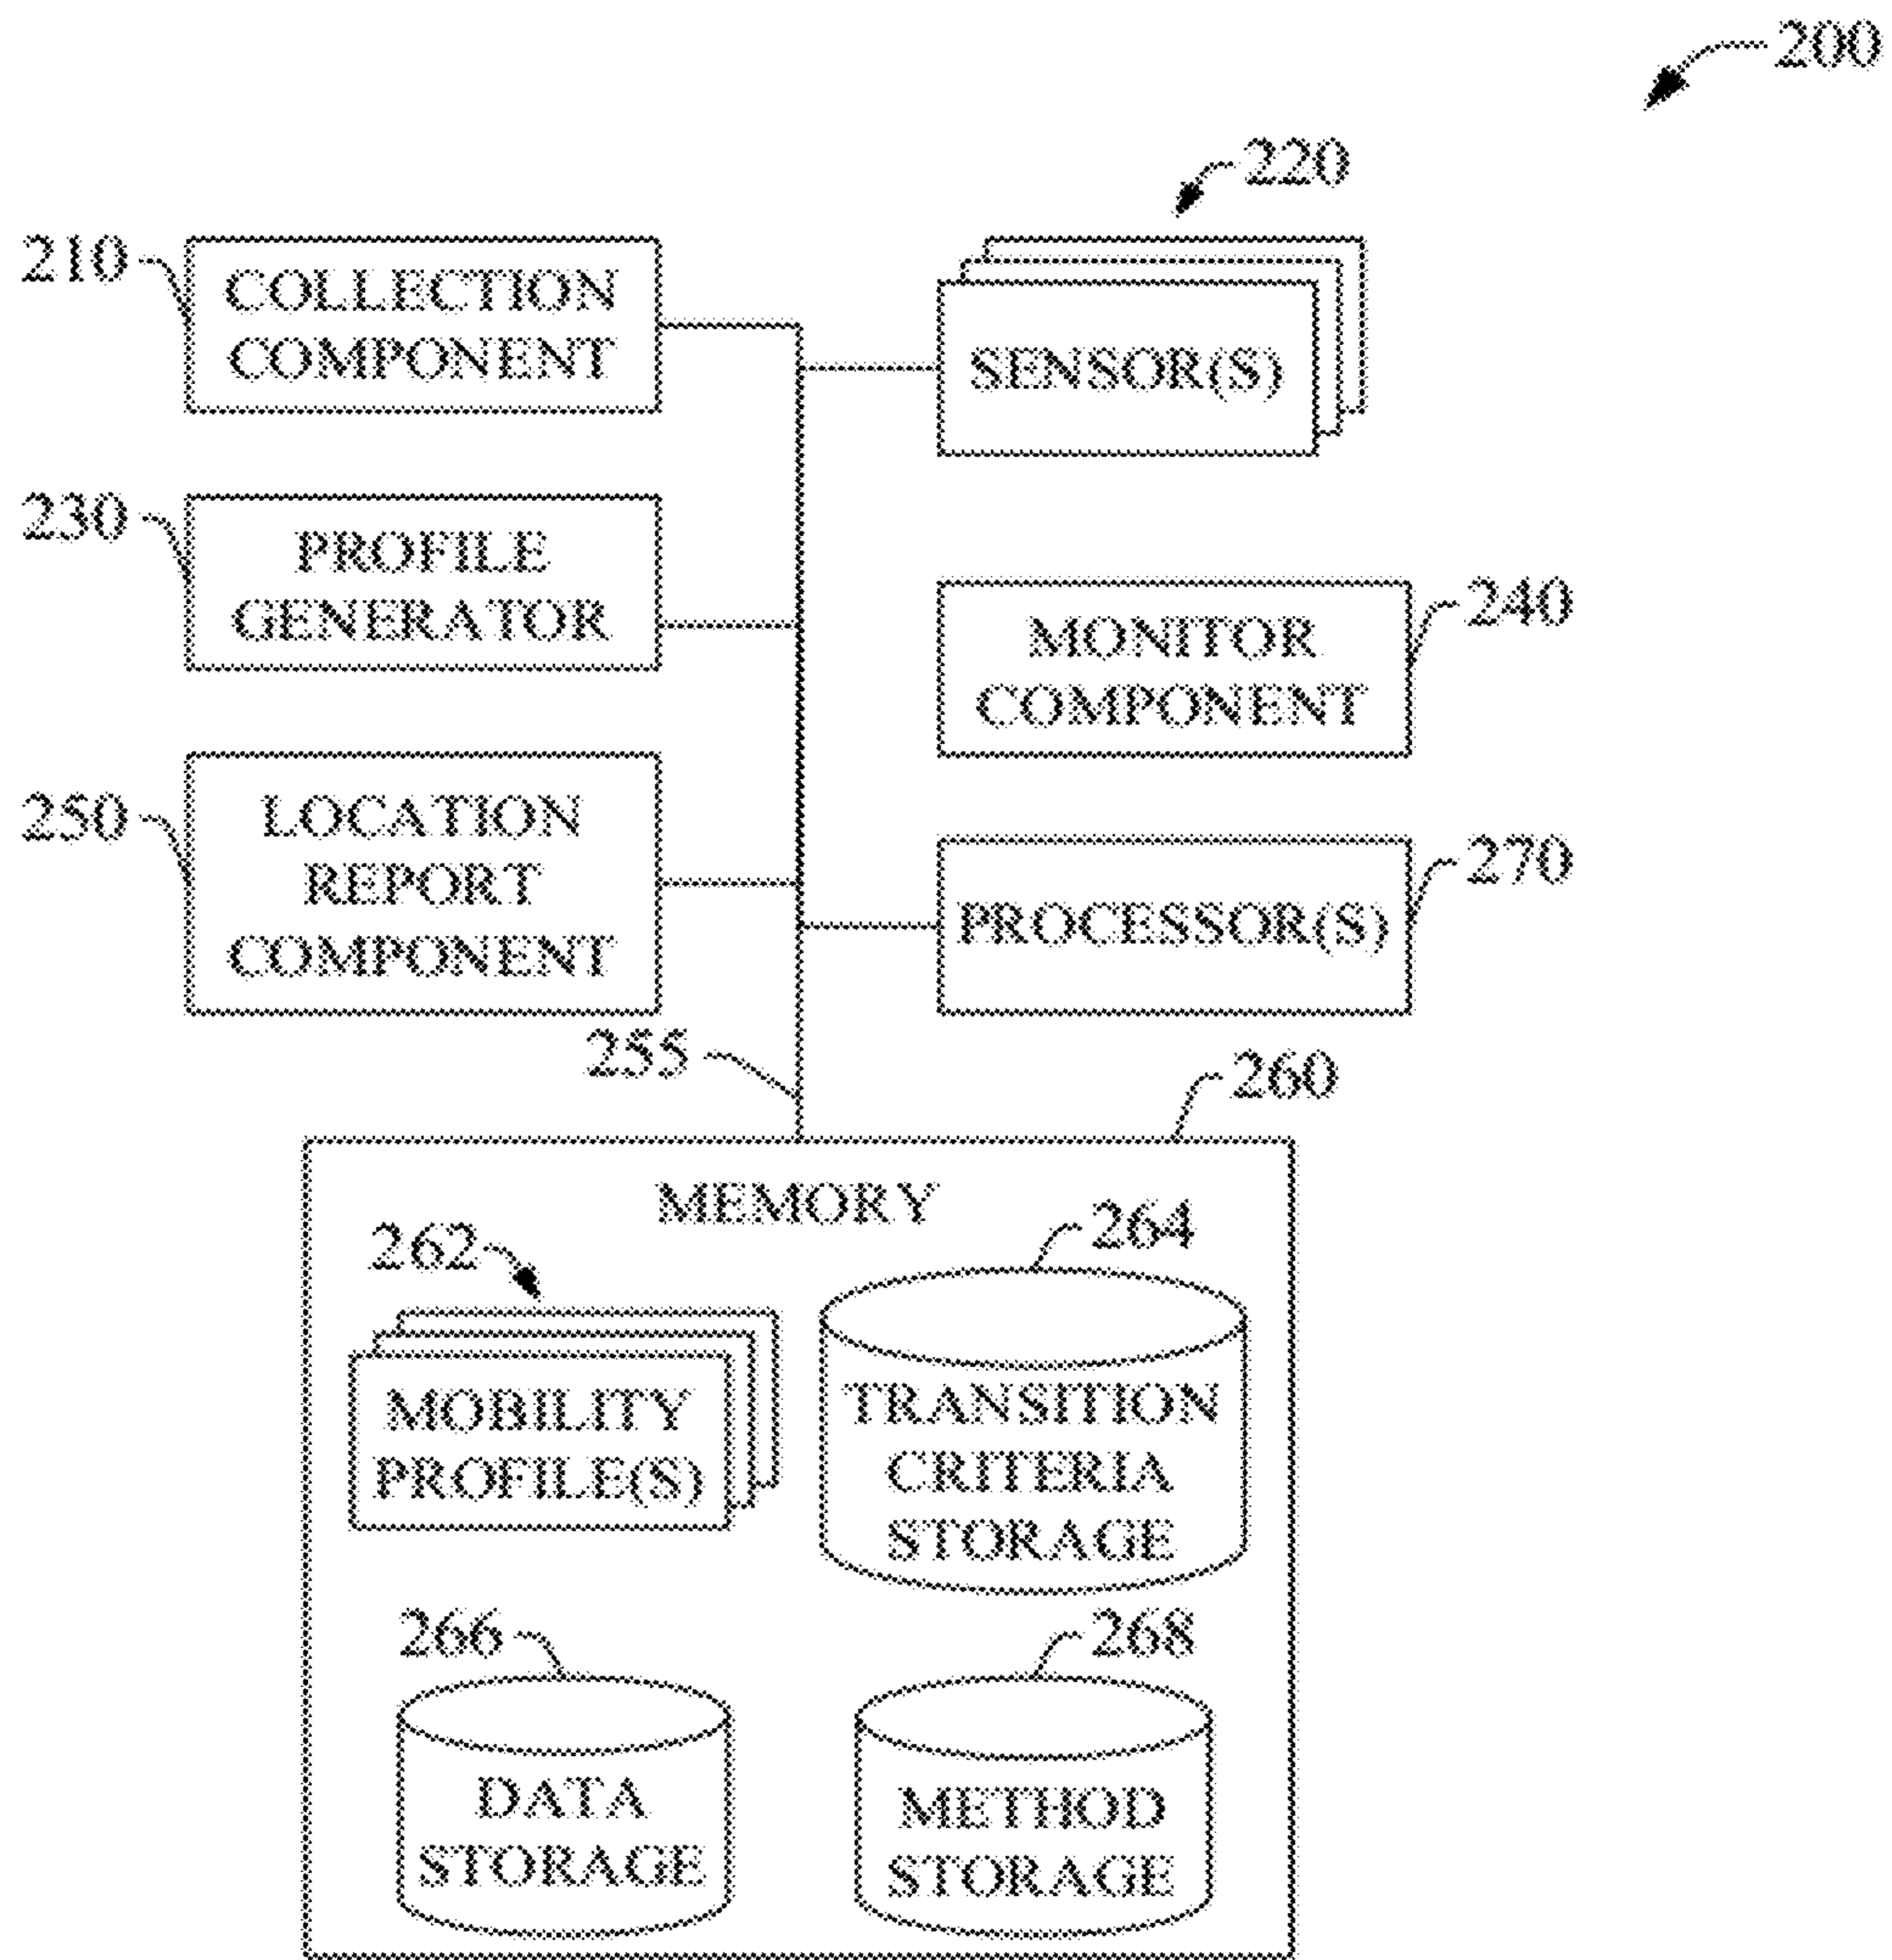 200
220
210
COLLECTION
COMPONENT
SENSOR(S)
230
PROFILE
GENERATOR
240
MONITOR
COMPONENT
250
LOCATION
REPORT
COMPONENT
270
PROCESSOR(S)
255
260
MEMORY
262
264
MOBILITY
PROFILE(S)
TRANSITION
CRITERIA
STORAGE
266
268
DATA
STORAGE
METHOD
STORAGE